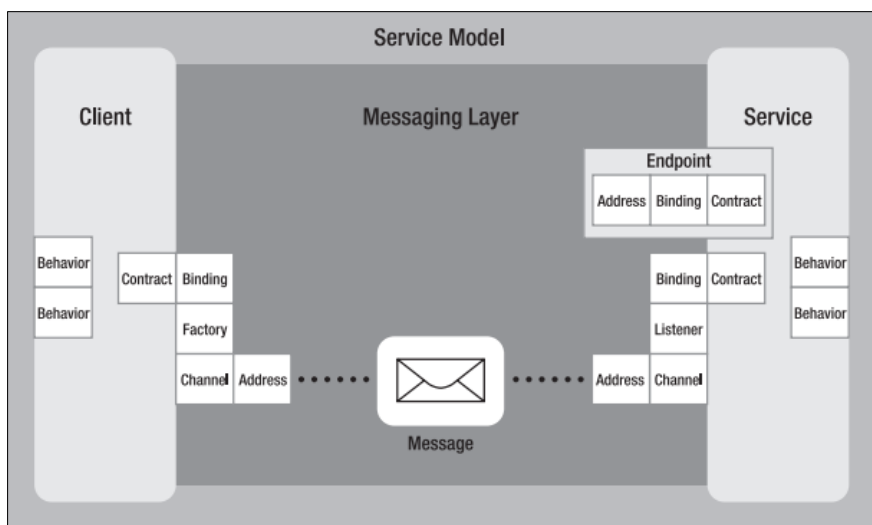 Service Model
Client
Messaging Layer
Service
Endpoint
Address Binding Contract
Behavior
Contract Binding
Binding Contract
Behavior
Behavior
Factory
Listener
Behavior
Channel Address
Address Channel
Message